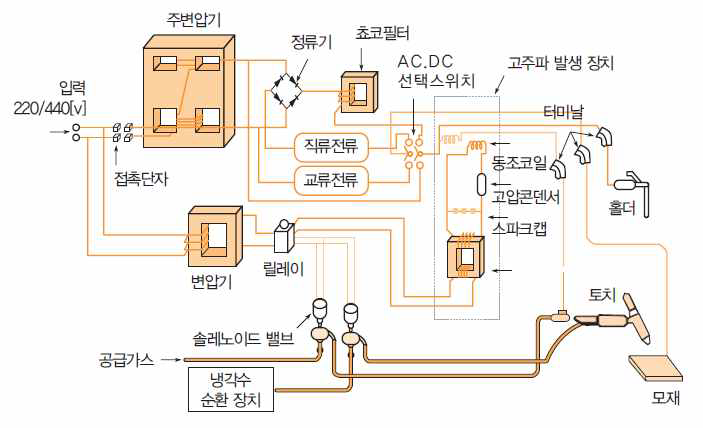 주변압기
정류기
쵸코필터
A.C.D.C
선택스위치
고주파 발생 장치
입력
220/440[v]
터미날
접촉단자
직류전류
교류전류
동조코일
고압콘덴서
스파크캡
홀더
변압기
릴레이
솔레노이드 밸브
토치
공급가스
냉각수
순환 장치
모재